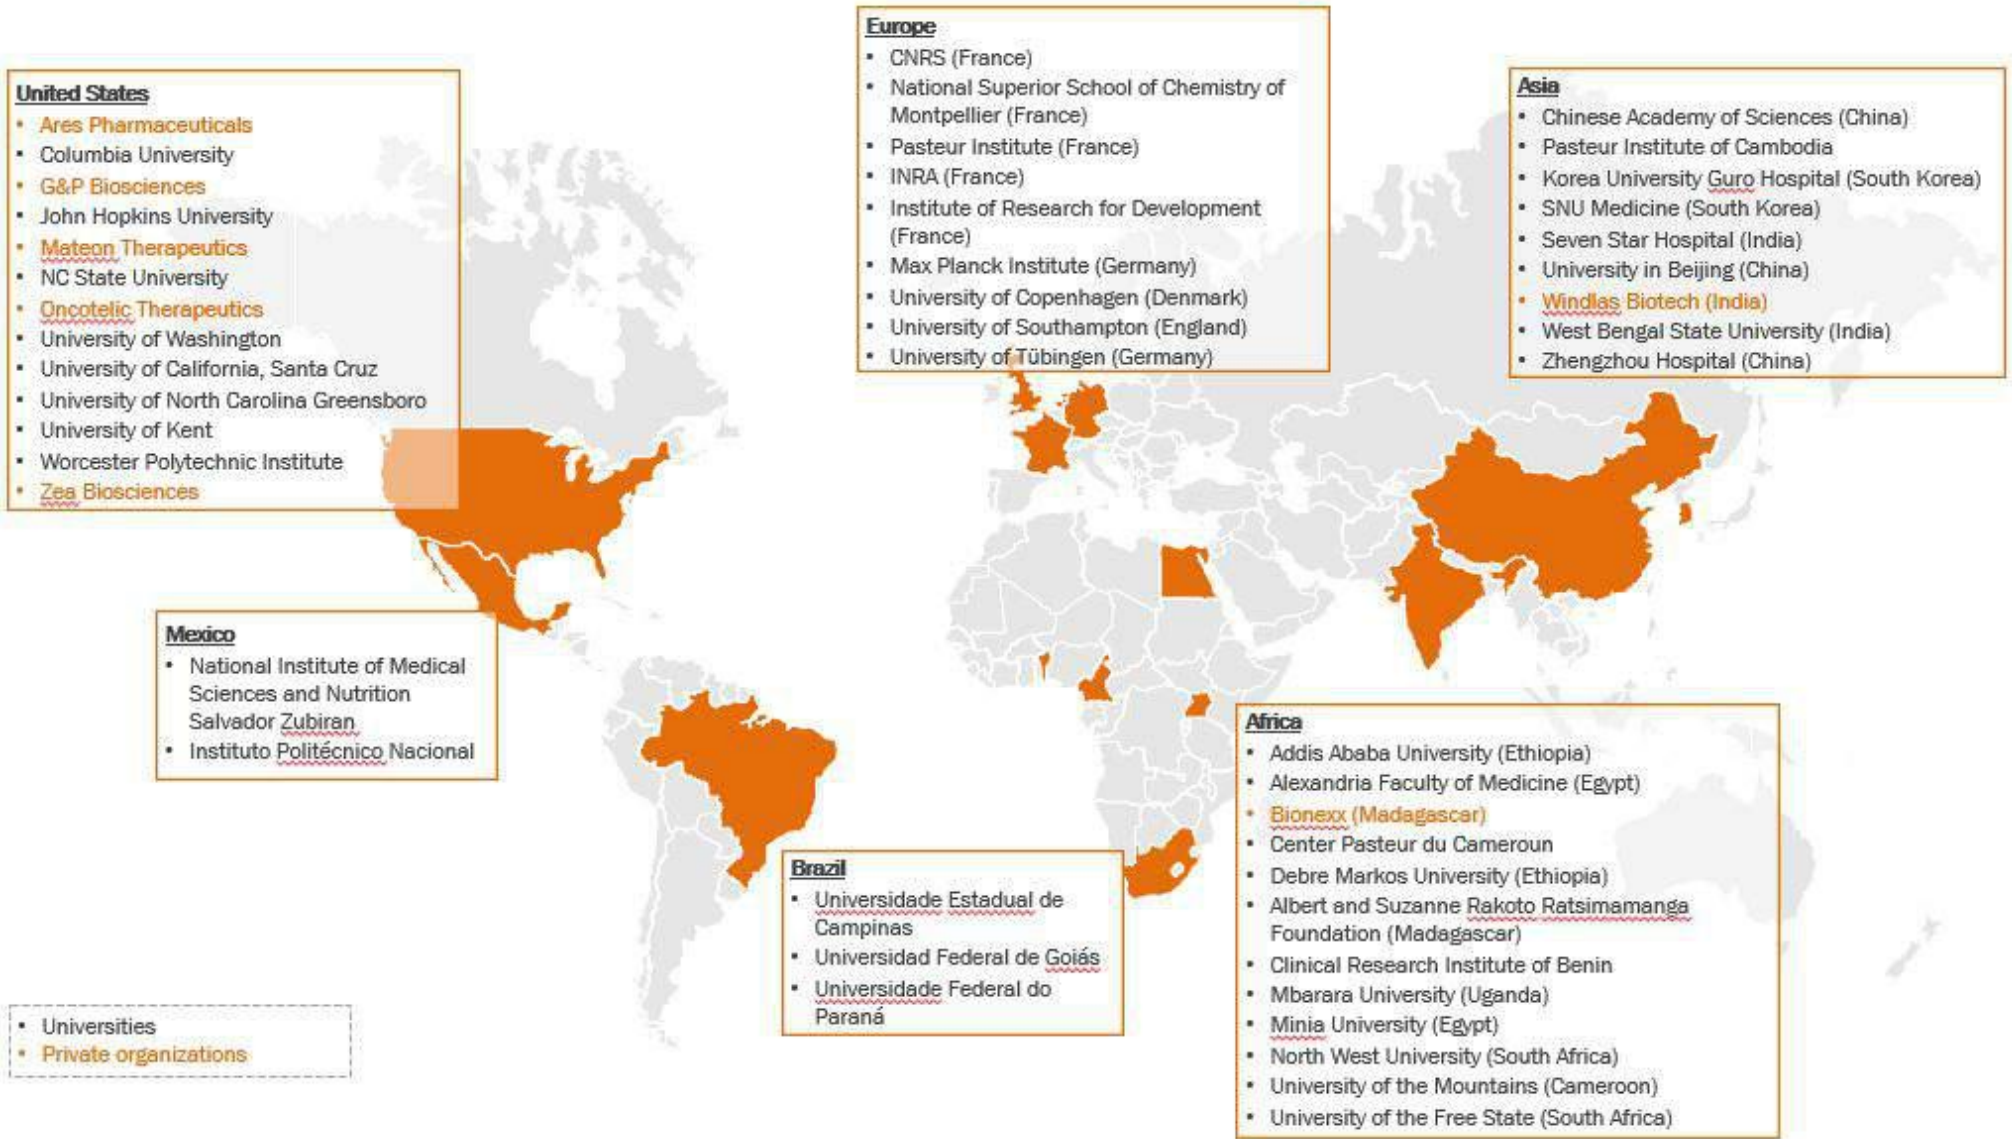 United States
• Ares Pharmaceuticals
• Columbia University
• G&P Biosciences
• John Hopkins University
• Mateon Therapeutics
• NC State University
• Oncotelic Therapeutics
• University of Washington
• University of California, Santa Cruz
• University of North Carolina Greensboro
• University of Kent
• Worcester Polytechnic Institute
• Zea Biosciences
Europe
• CNRS (France)
• National Superior School of Chemistry of
Montpellier (France)
• Pasteur Institute (France)
• INRA (France)
• Institute of Research for Development
(France)
• Max Planck Institute (Germany)
• University of Copenhagen (Denmark)
• University of Southampton (England)
• University of Tübingen (Germany)
Asia
• Chinese Academy of Sciences (China)
• Pasteur Institute of Cambodia
• Korea University Guro Hospital (South Korea)
• SNU Medicine (South Korea)
• Seven Star Hospital (India)
• University in Beijing (China)
• Windlas Biotech (India)
• West Bengal State University (India)
• Zhengzhou Hospital (China)
Mexico
• National Institute of Medical
Sciences and Nutrition
Salvador Zubiran
• Instituto Politécnico Nacional
Brazil
• Universidade Estadual de
Campinas
• Universidad Federal de Goiás
• Universidade Federal do
Paraná
Africa
• Addis Ababa University (Ethiopia)
• Alexandria Faculty of Medicine (Egypt)
• Bionexx (Madagascar)
• Center Pasteur du Cameroun
• Debre Markos University (Ethiopia)
• Albert and Suzanne Rakoto Ratsimamanga
Foundation (Madagascar)
• Clinical Research Institute of Benin
• Mbarara University (Uganda)
• Minia University (Egypt)
• North West University (South Africa)
• University of the Mountains (Cameroon)
• University of the Free State (South Africa)
• Universities
• Private organizations